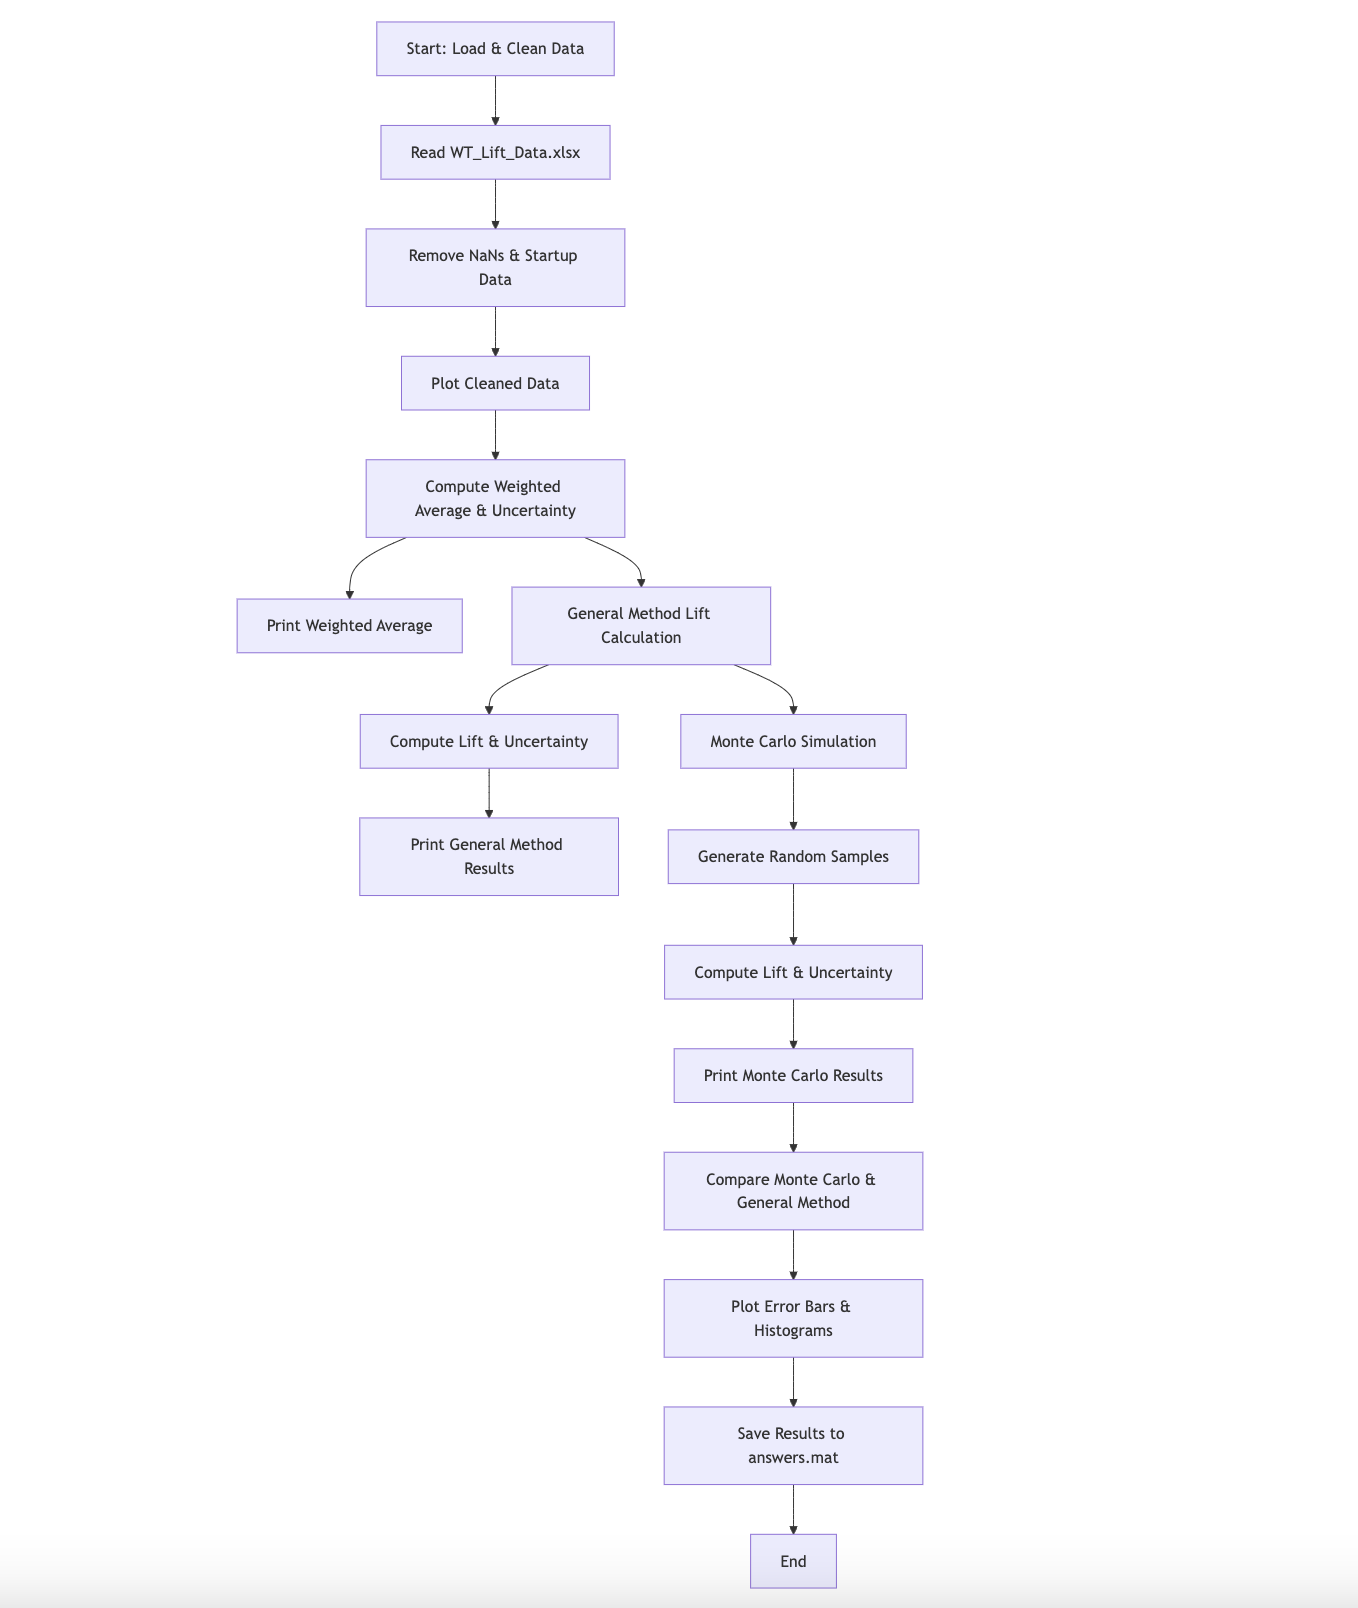 Start: Load & Clean Data
Read WT_Lift_Data.xlsx
Remove NaNs & Startup
Data
Plot Cleaned Data
Compute Weighted
Average & Uncertainty
Print Weighted Average
General Method Lift
Calculation
Compute Lift & Uncertainty
Monte Carlo Simulation
Print General Method
Results
Generate Random Samples
Compute Lift & Uncertainty
Print Monte Carlo Results
Compare Monte Carlo &
General Method
Plot Error Bars &
Histograms
Save Results to
answers.mat
End